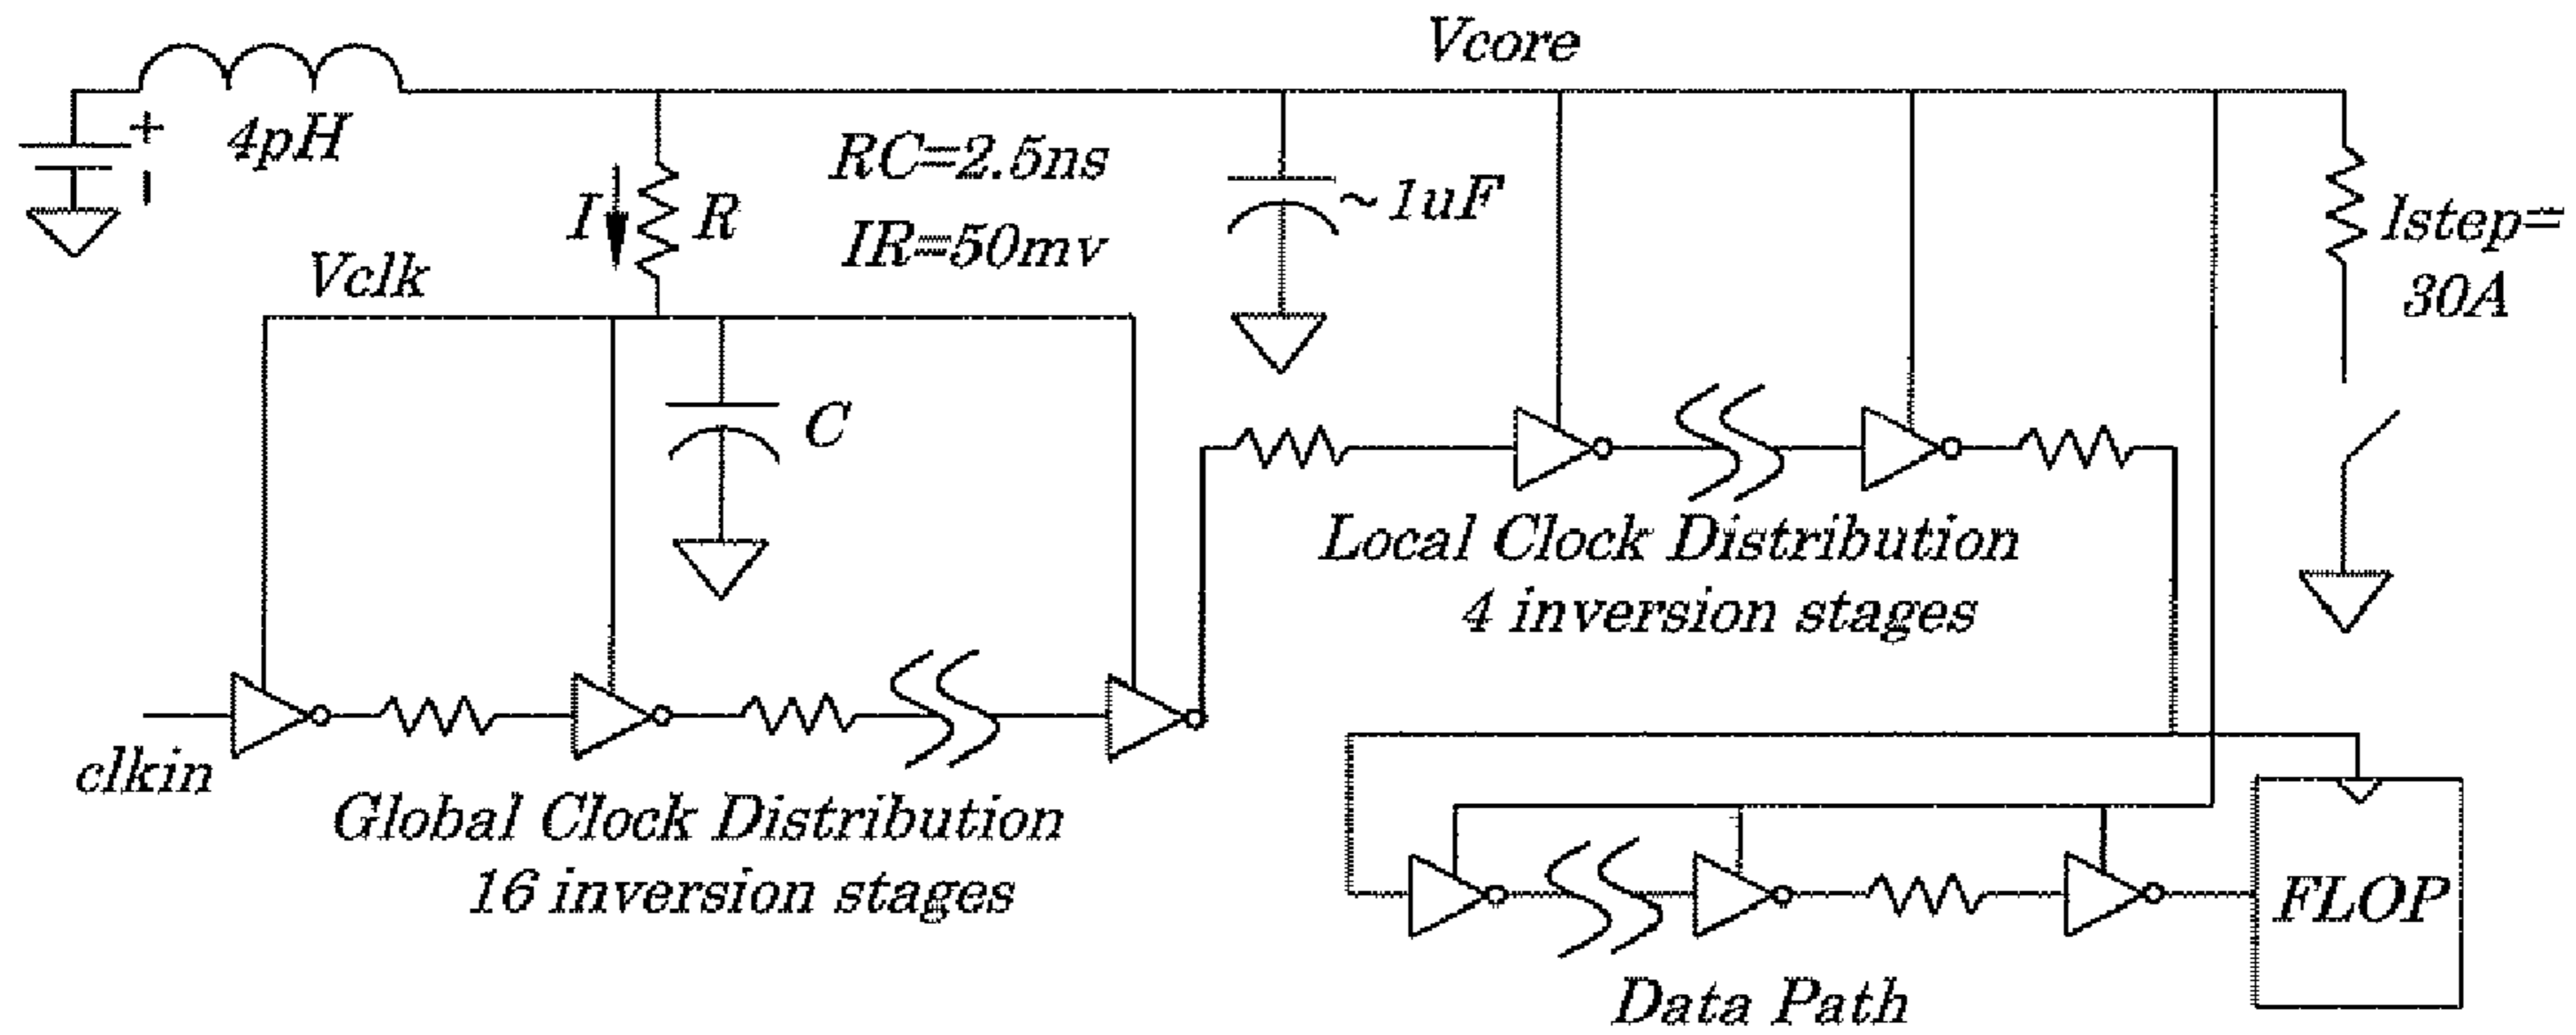 Vcore
+
-
4pH
RC=2.5ns
IR=50mv
I
R
~1uF
Istep=
30A
Vclk
C
Local Clock Distribution
4 inversion stages
clkin
Global Clock Distribution
16 inversion stages
FLOP
Data Path